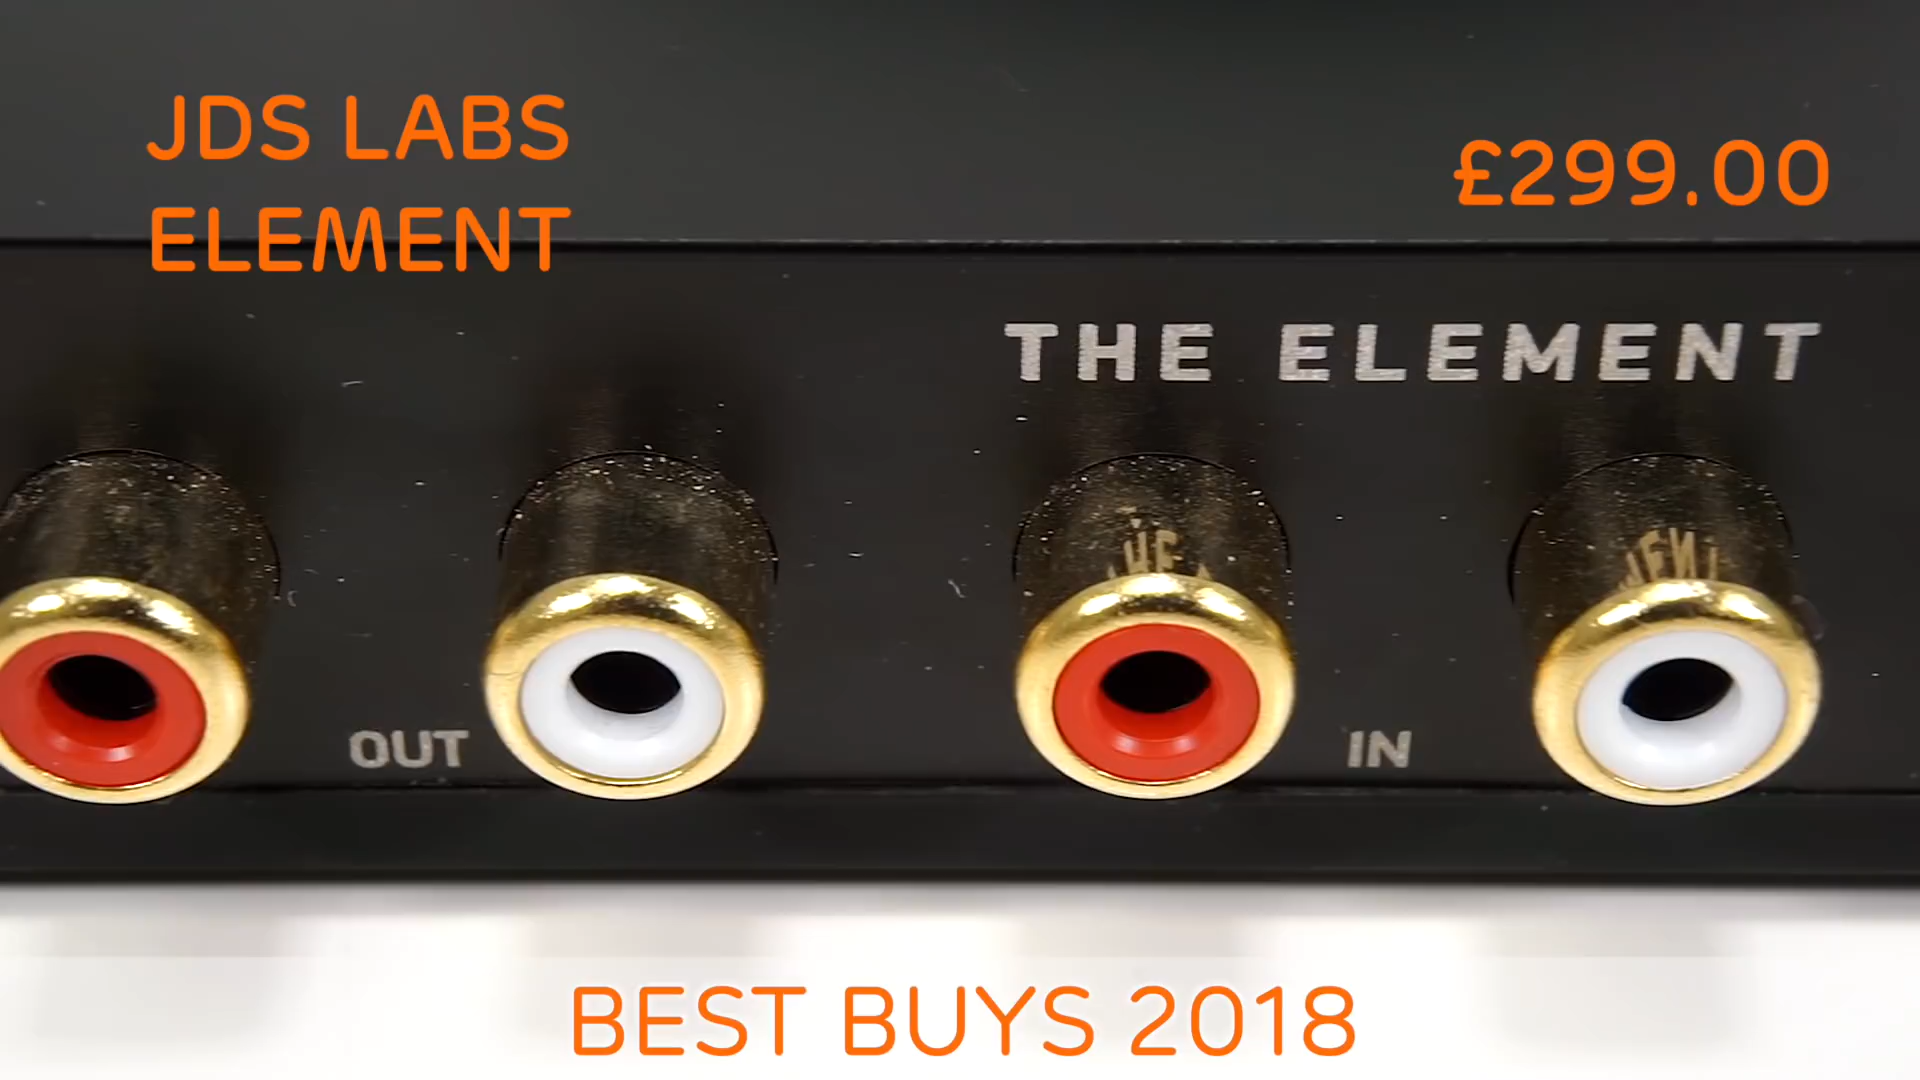 JDS LABS
ELEMENT
£299.00
THE ELEMENT
OUT
IN
BEST BUYS 2018